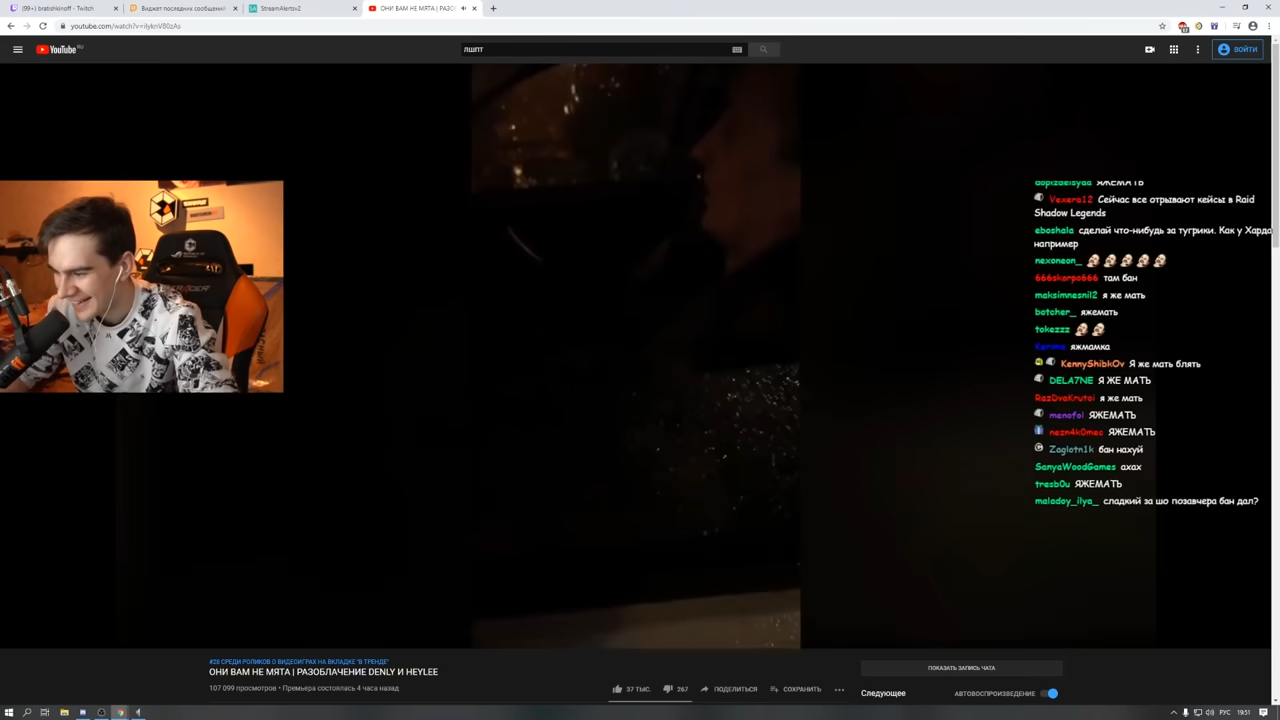 (99+) bratishkinoff - Twitch
Виджет последних сообщений
StreamAlertsv2
ОНИ ВАМ НЕ МЯТА | РАЗОБ
youtube.com/watch?v=iIyknV80zAs
YouTube RU
лшпт
ВОЙТИ
ЯЖЕМАТЬ
Vexera12 Сейчас все отрывают кейсы в Raid
Shadow Legends
eboshala сделай что-нибудь за тугрики. Как у Харда
например
nexoneon_
666skorpo666 там бан
maksimnesnil2 я же мать
botcher_ яжемать
tokezzz
яжмамка
KennyShibkOv Я же мать блять
DELA7NE Я ЖЕ МАТЬ
RazDvaKrutoi я же мать
menofol ЯЖЕМАТЬ
nezn4k0mec ЯЖЕМАТЬ
Zaglotn1k бан нахуй
SanyaWoodGames ахах
tresb0u ЯЖЕМАТЬ
maladoy_ilya_ сладкий за шо позавчера бан дал?
#28 СРЕДИ РОЛИКОВ О ВИДЕОИГРАХ НА ВКЛАДКЕ "В ТРЕНДЕ"
ОНИ ВАМ НЕ МЯТА | РАЗОБЛАЧЕНИЕ DENLY И HEYLEE
107 099 просмотров • Премьера состоялась 4 часа назад
37 ТЫС.
267
ПОДЕЛИТЬСЯ
СОХРАНИТЬ
ПОКАЗАТЬ ЗАПИСЬ ЧАТА
Следующее
АВТОВОСПРОИЗВЕДЕНИЕ
РУС
19:51